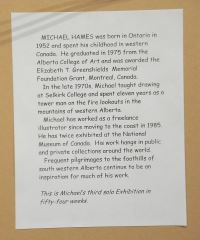 MICHAEL HAMES was born in Ontario in
1952 and spent his childhood in western
Canada. He graduated in 1975 from the
Alberta College of Art and was awarded the
Elizabeth T. Greenshields Memorial
Foundation Grant, Montreal, Canada.
In the late 1970s, Michael taught drawing
at Selkirk College and spent eleven years as a
tower man on the fire lookouts in the
mountains of western Alberta.
Michael has worked as a freelance
illustrator since moving to the coast in 1985.
He has twice exhibited at the National
Museum of Canada. His work hangs in public
and private collections around the world.
Frequent pilgrimages to the foothills of
south western Alberta continue to be an
inspiration for much of his work.
This is Michael's third solo Exhibition in
fifty-four weeks.